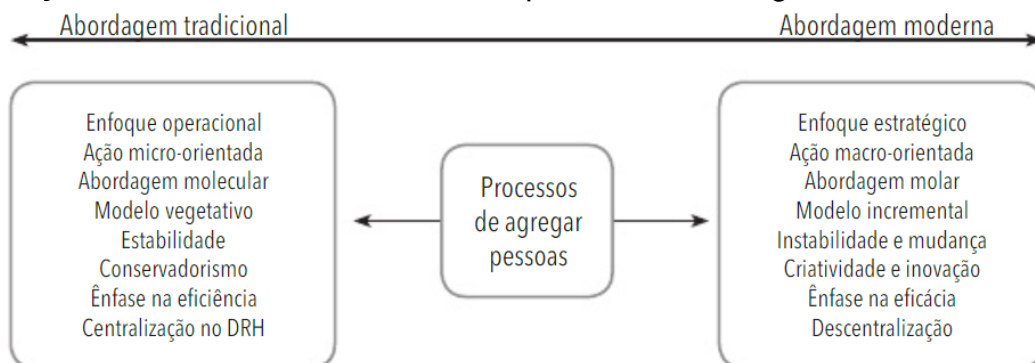 Abordagem tradicional
Abordagem moderna
Enfoque operacional
Ação micro-orientada
Abordagem molecular
Modelo vegetativo
Estabilidade
Conservadorismo
Ênfase na eficiência
Centralização no DRH
Processos
de agregar
pessoas
Enfoque estratégico
Ação macro-orientada
Abordagem molar
Modelo incremental
Instabilidade e mudança
Criatividade e inovação
Ênfase na eficácia
Descentralização